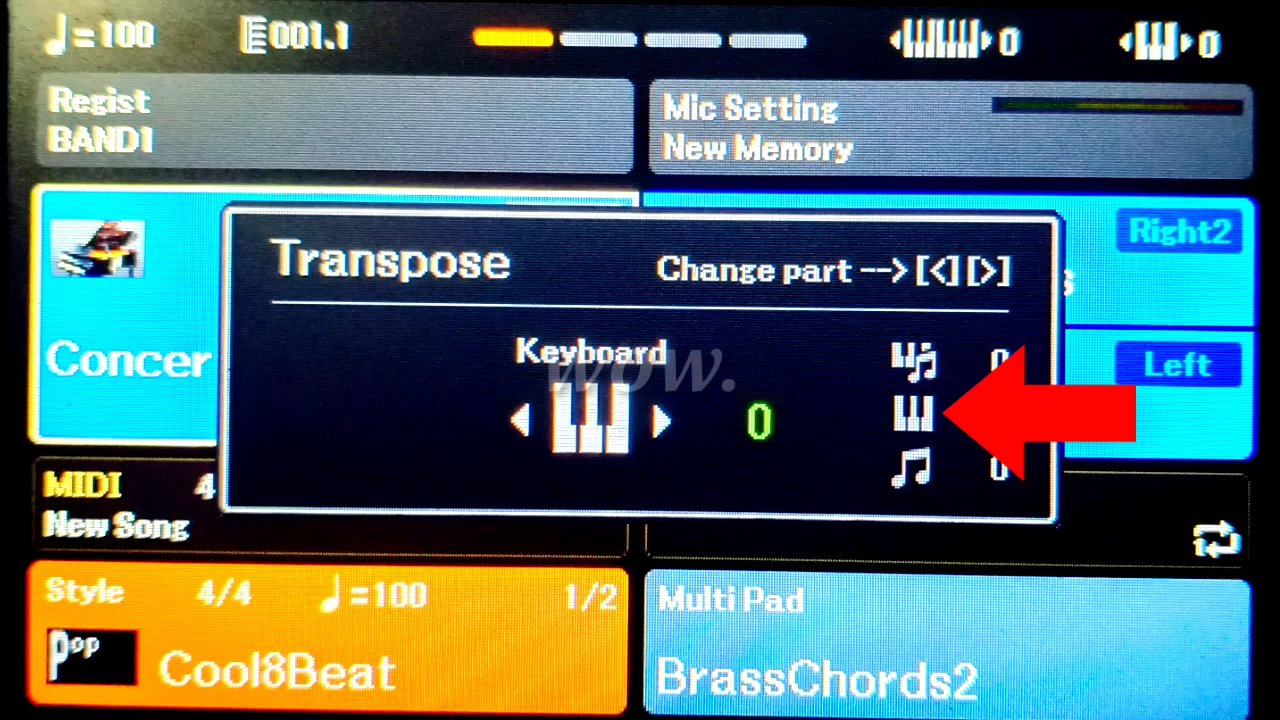 ♩=100 001.1 0 0
Regist
BAND1
Mic Setting
New Memory
Right2
Concer
Left
Transpose
Change part -->[<][>]
Keyboard
wow.
0
0
0
MIDI 4
New Song
Style 4/4 ♩=100 1/2
Pop
Cool8Beat
Multi Pad
BrassChords2